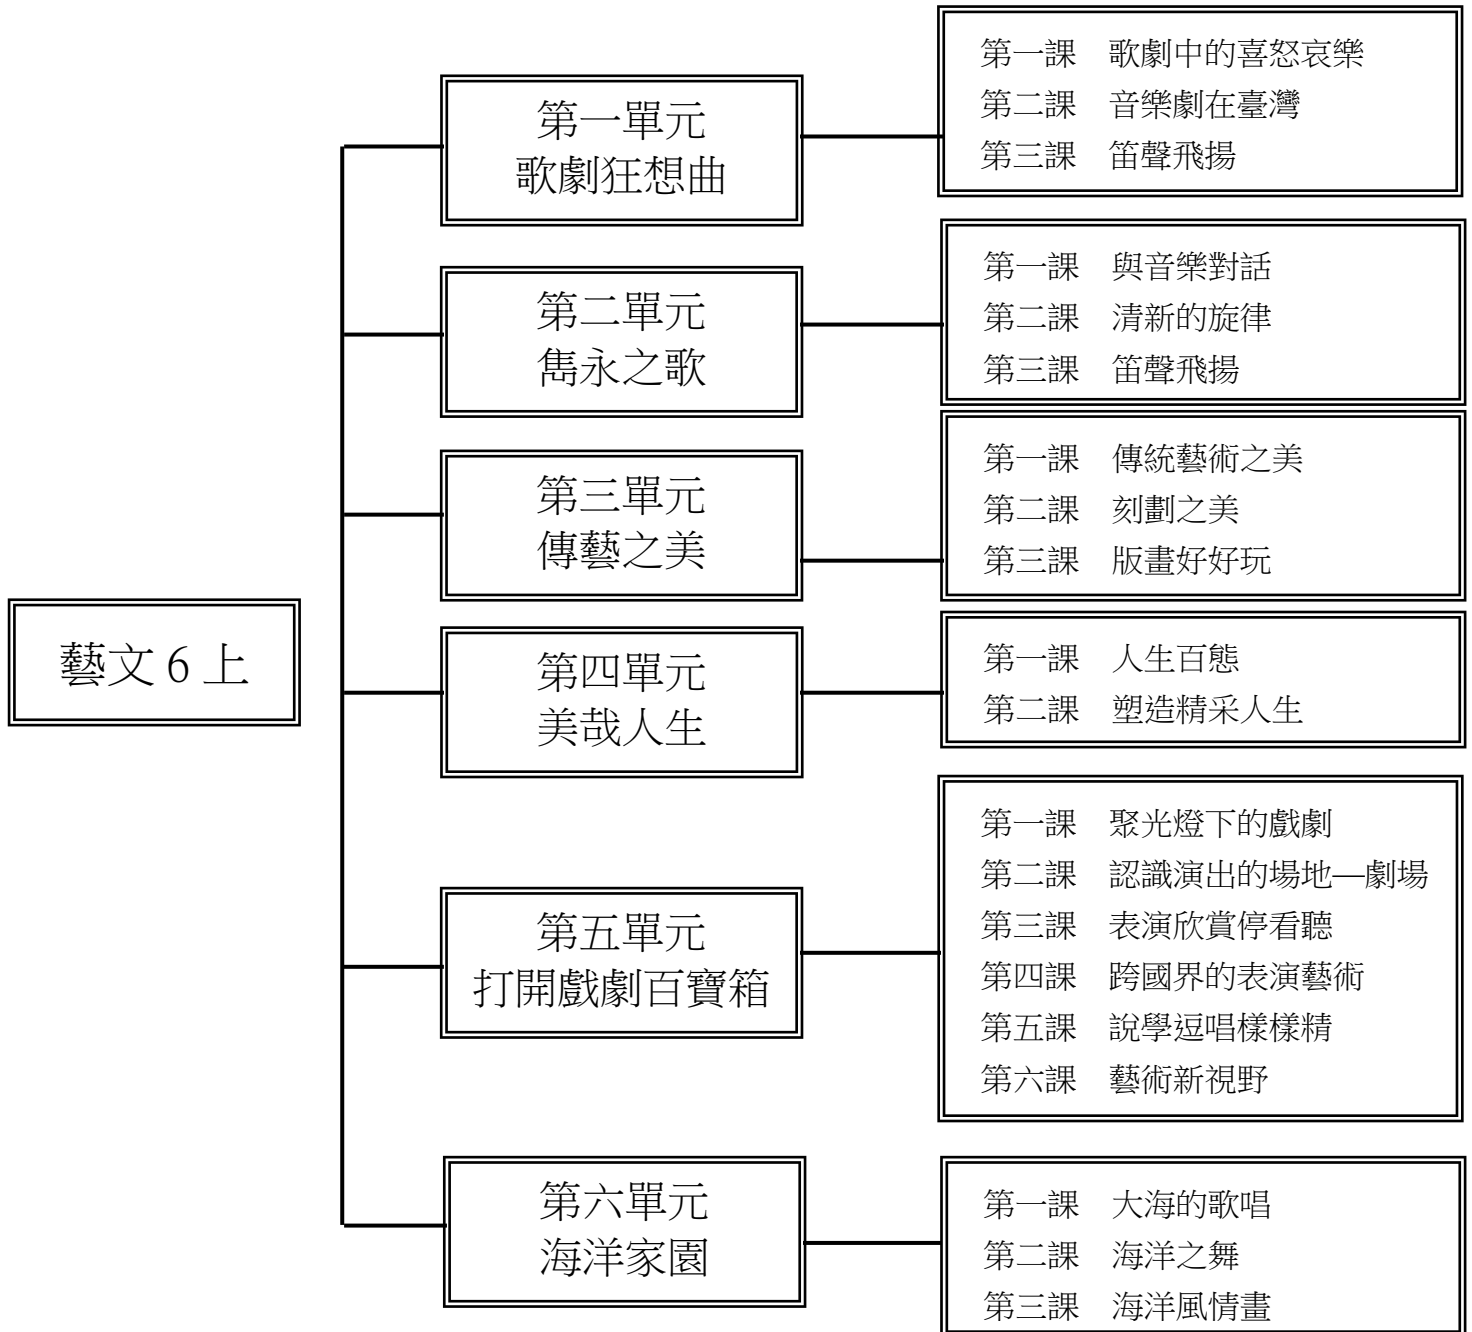 藝文 6 上
第一單元
歌劇狂想曲
第一課　歌劇中的喜怒哀樂
第二課　音樂劇在臺灣
第三課　笛聲飛揚
第二單元
雋永之歌
第一課　與音樂對話
第二課　清新的旋律
第三課　笛聲飛揚
第三單元
傳藝之美
第一課　傳統藝術之美
第二課　刻劃之美
第三課　版畫好好玩
第四單元
美哉人生
第一課　人生百態
第二課　塑造精采人生
第五單元
打開戲劇百寶箱
第一課　聚光燈下的戲劇
第二課　認識演出的場地—劇場
第三課　表演欣賞停看聽
第四課　跨國界的表演藝術
第五課　說學逗唱樣樣精
第六課　藝術新視野
第六單元
海洋家園
第一課　大海的歌唱
第二課　海洋之舞
第三課　海洋風情畫